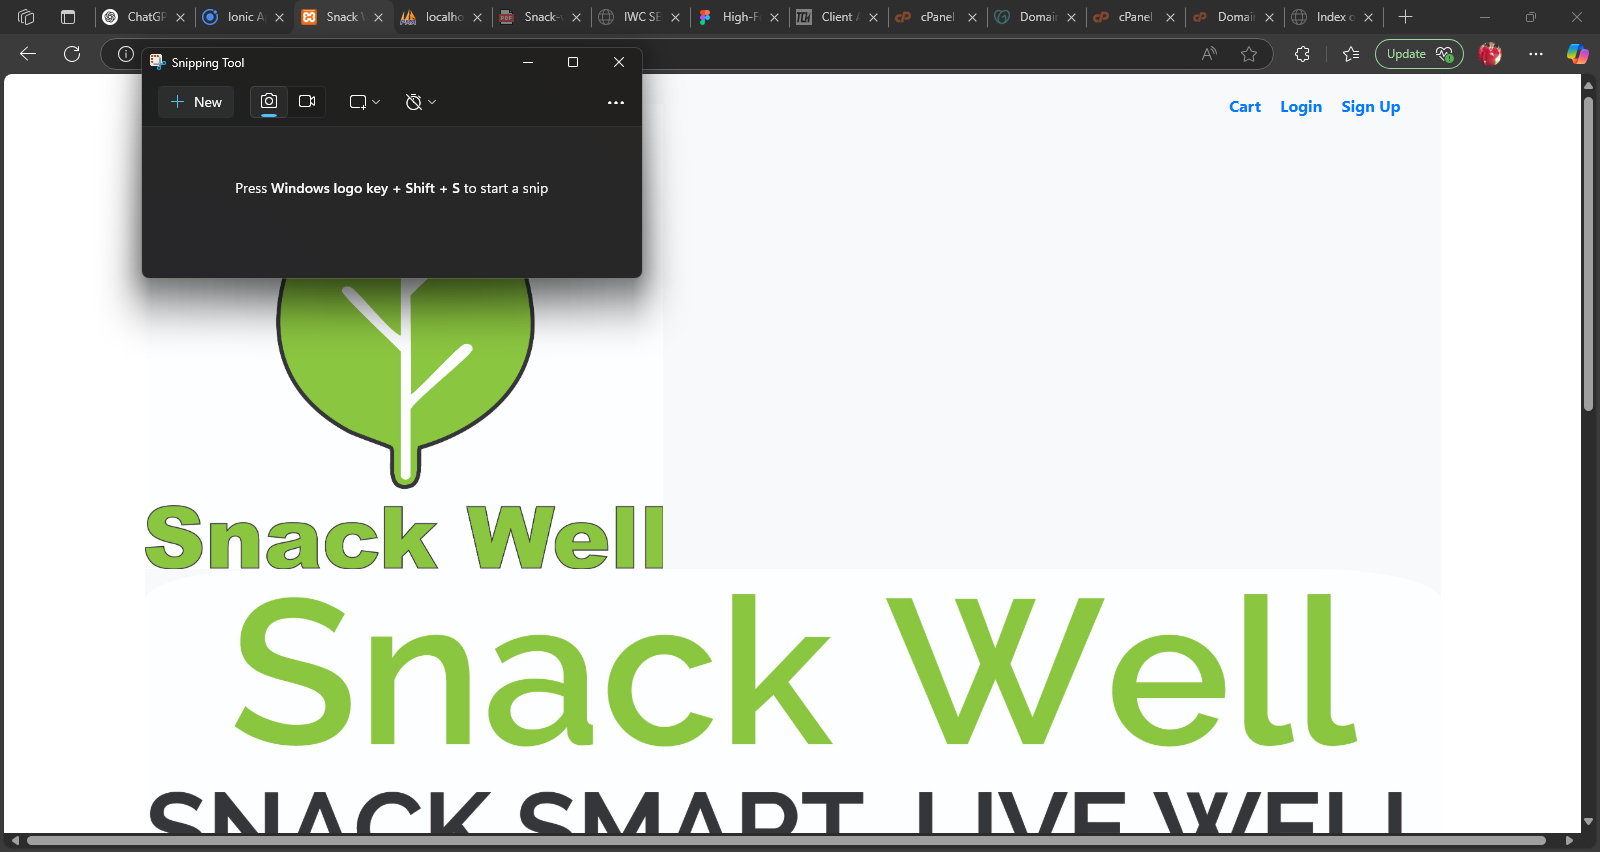 ChatGP
Ionic A
Snack
localho
Snack-
IWC SE
High-F
Client
cPanel
Domai
cPanel
Domai
Index
Update
Snipping Tool
New
Press Windows logo key + Shift + S to start a snip
Cart Login Sign Up
Snack Well
Snack Well
SNACK SMART LIVE WELL